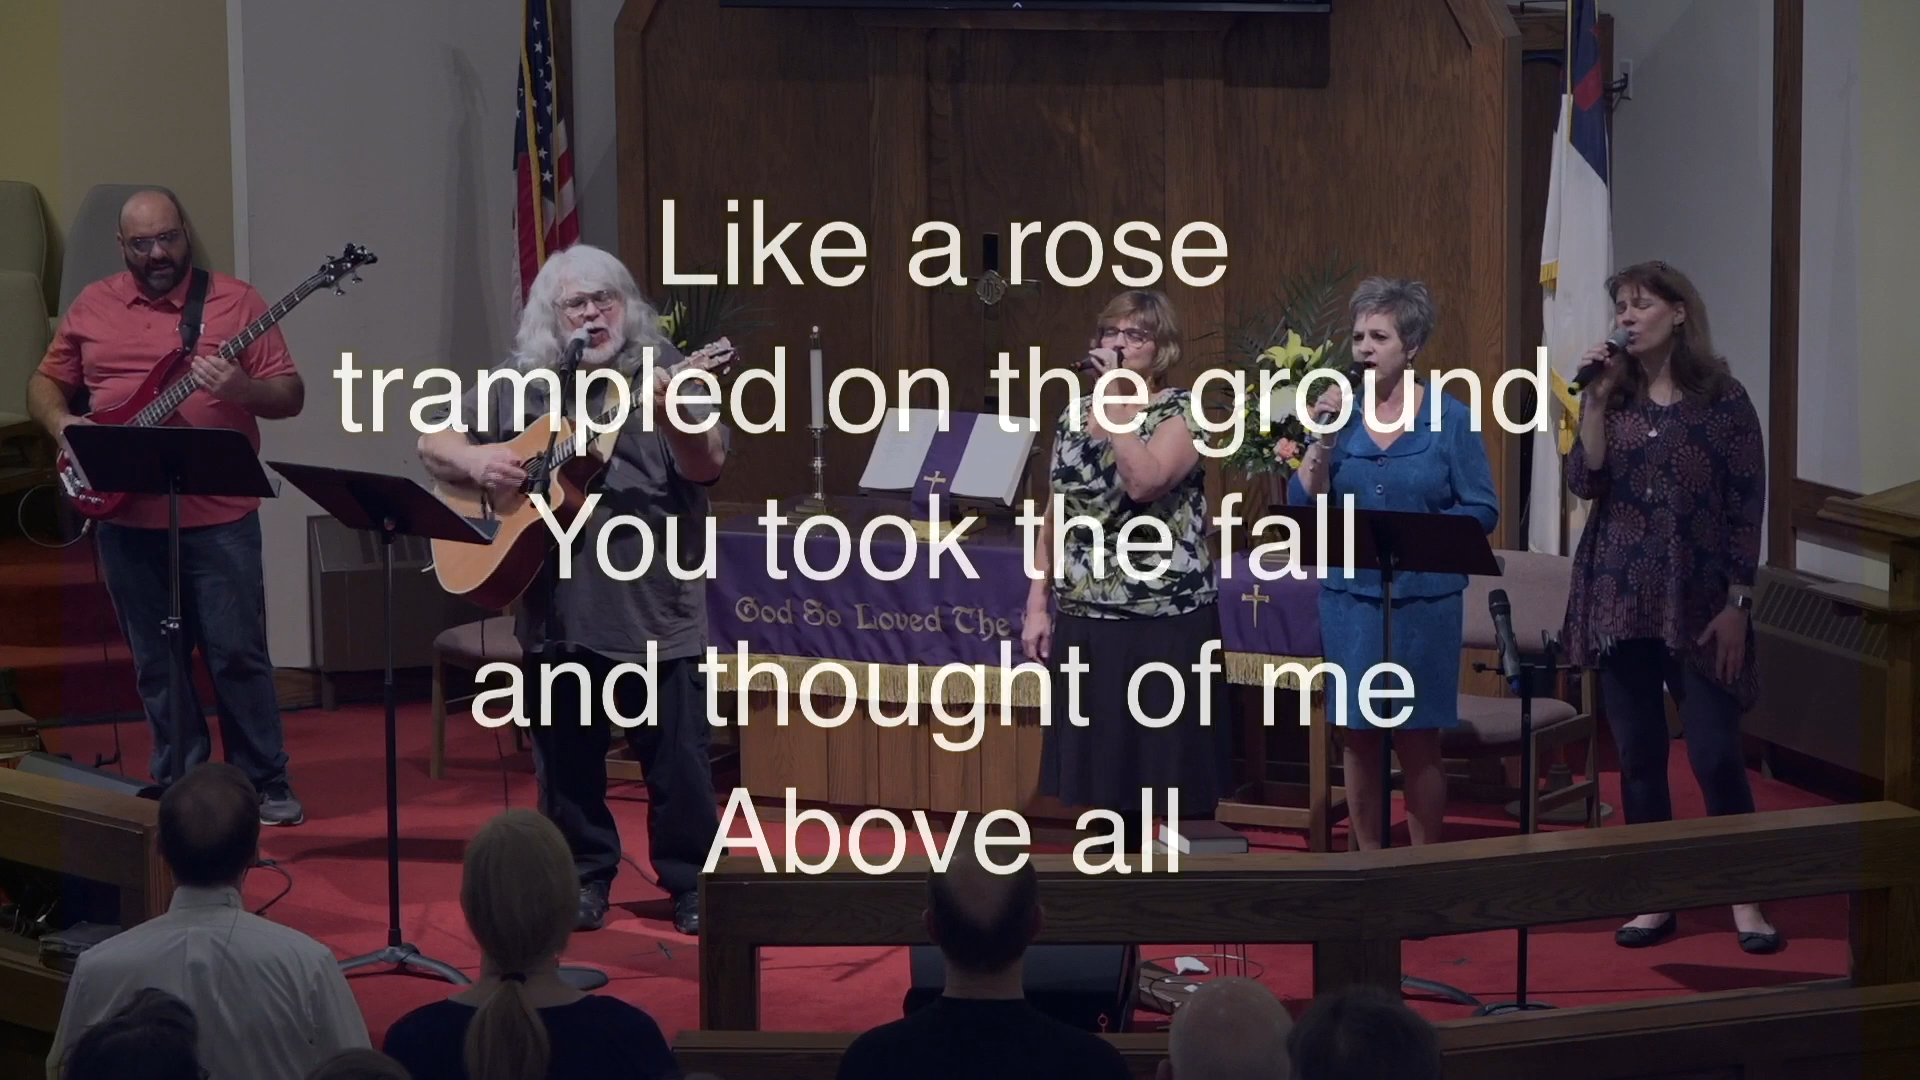 Like a rose
trampled on the ground
You took the fall
and thought of me
Above all
God So Loved The
IHS